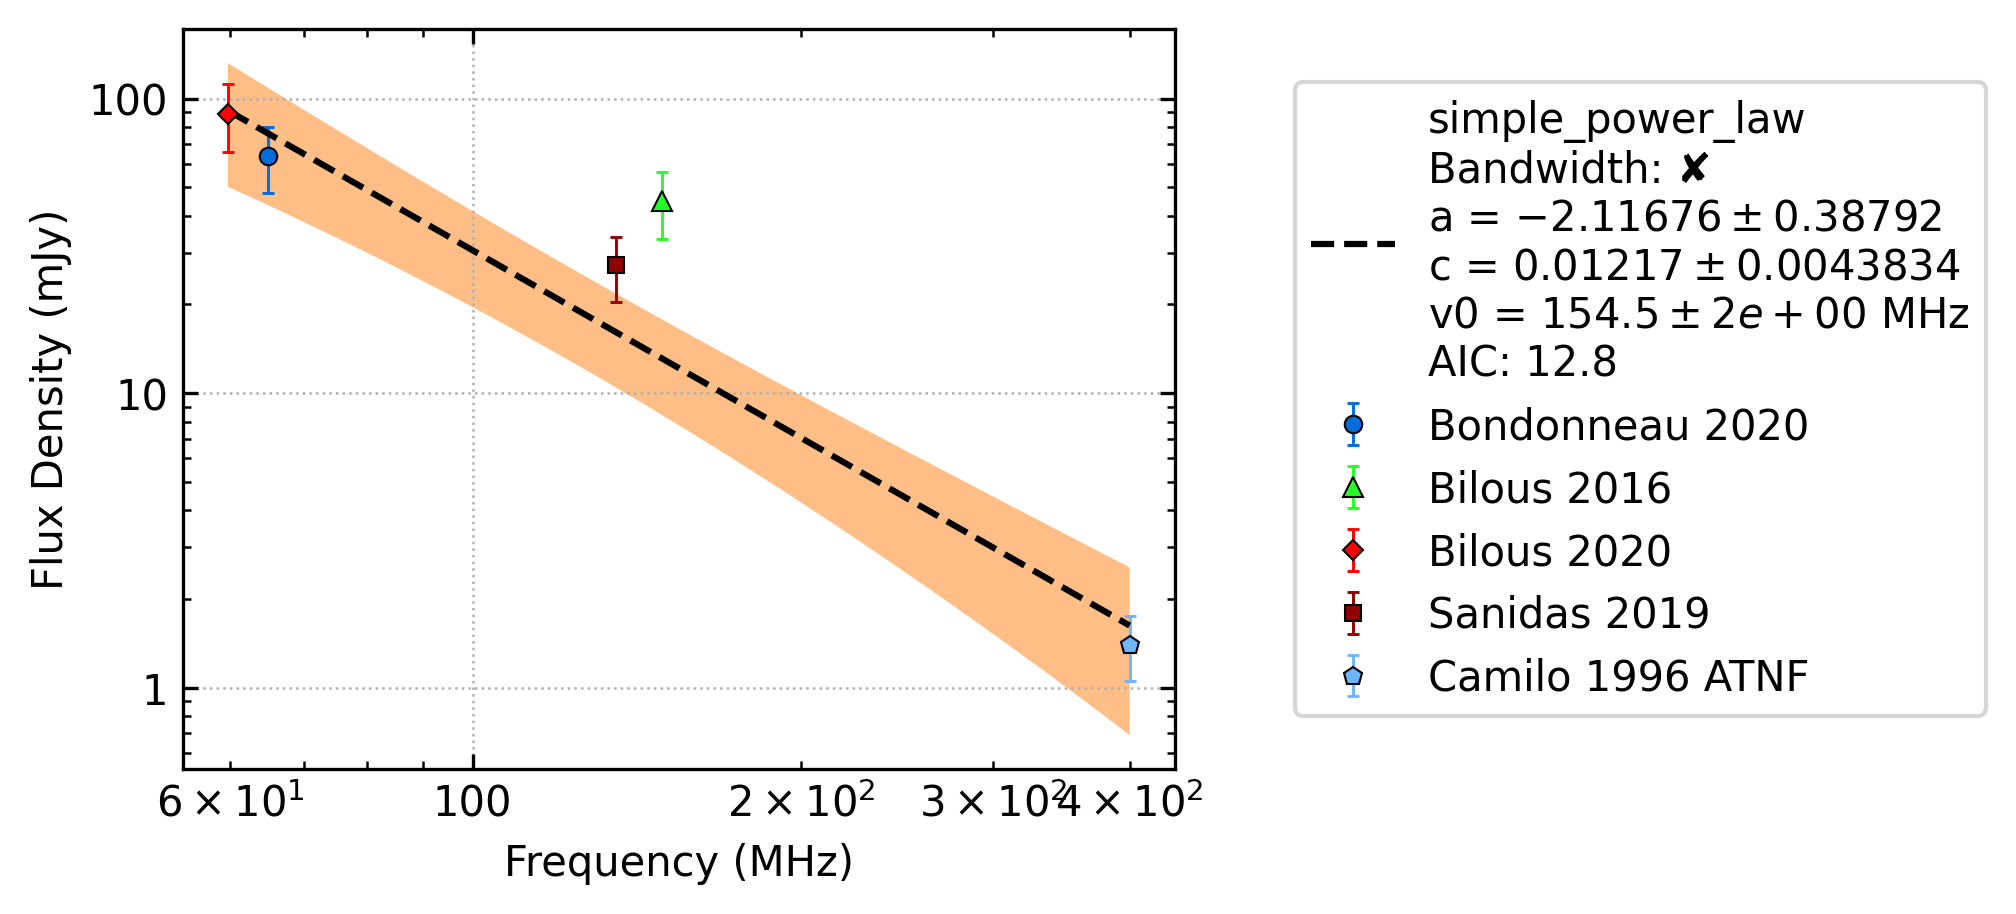 100
10
1
Flux Density (mJy)
6 × 10¹
100
2 × 10²
3 × 10²
4 × 10²
Frequency (MHz)
simple_power_law
Bandwidth: ✘
a = −2.11676 ± 0.38792
c = 0.01217 ± 0.0043834
v0 = 154.5 ± 2e + 00 MHz
AIC: 12.8
Bondonneau 2020
Bilous 2016
Bilous 2020
Sanidas 2019
Camilo 1996 ATNF